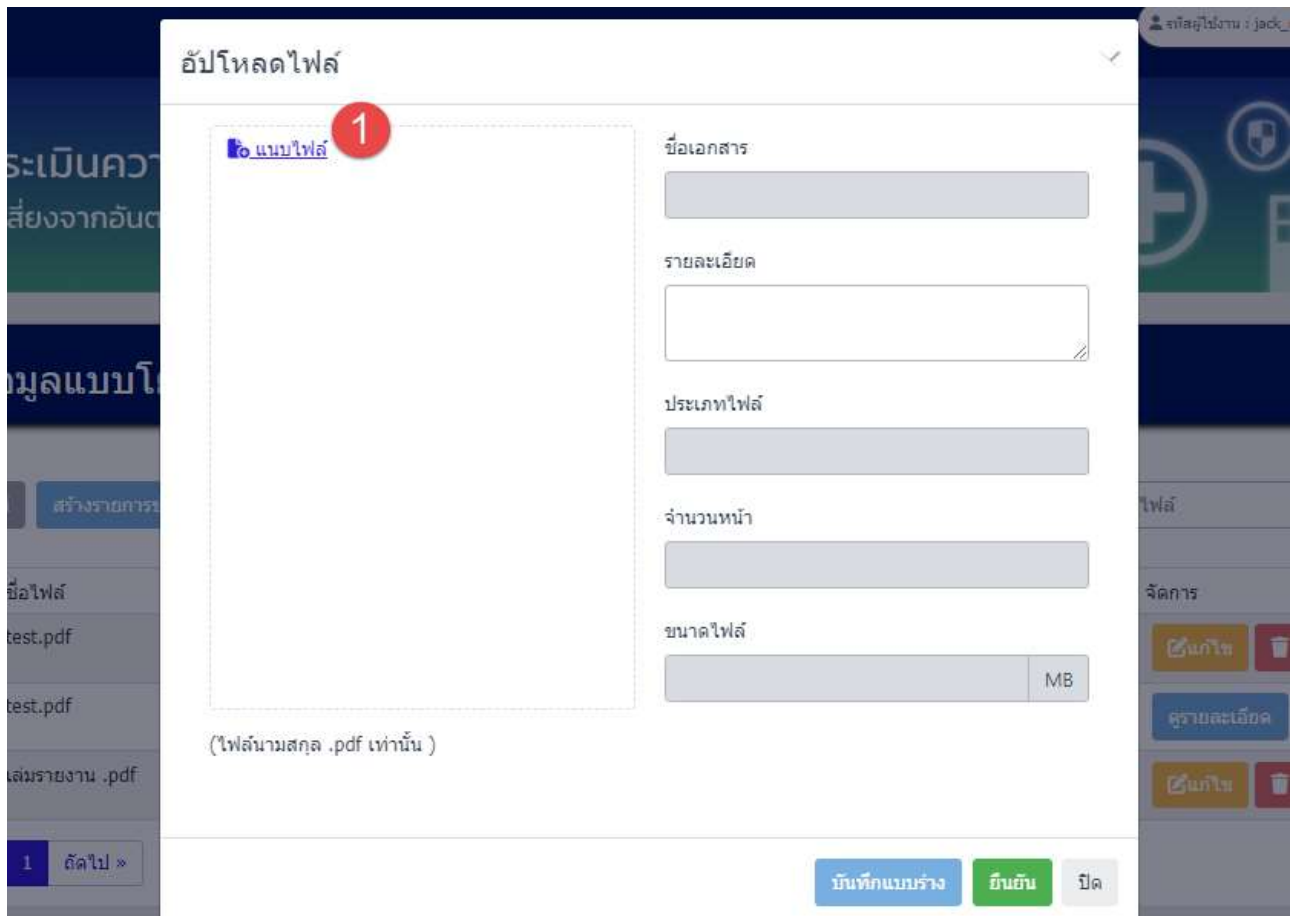 รหัสผู้ใช้งาน : jack_
อัปโหลดไฟล์
ระเมินควา
สี่ยงจากอันต
แนบไฟล์
1
ชื่อเอกสาร
รายละเอียด
ประเภทไฟล์
จำนวนหน้า
ขนาดไฟล์
MB
(ไฟล์นามสกุล .pdf เท่านั้น )
บันทึกแบบร่าง
ยืนยัน
ปิด
อมูลแบบโ
สร้างรายการ
ไฟล์
ชื่อไฟล์
จัดการ
test.pdf
แก้ไข
test.pdf
ดูรายละเอียด
เล่มรายงาน .pdf
แก้ไข
1 ถัดไป »